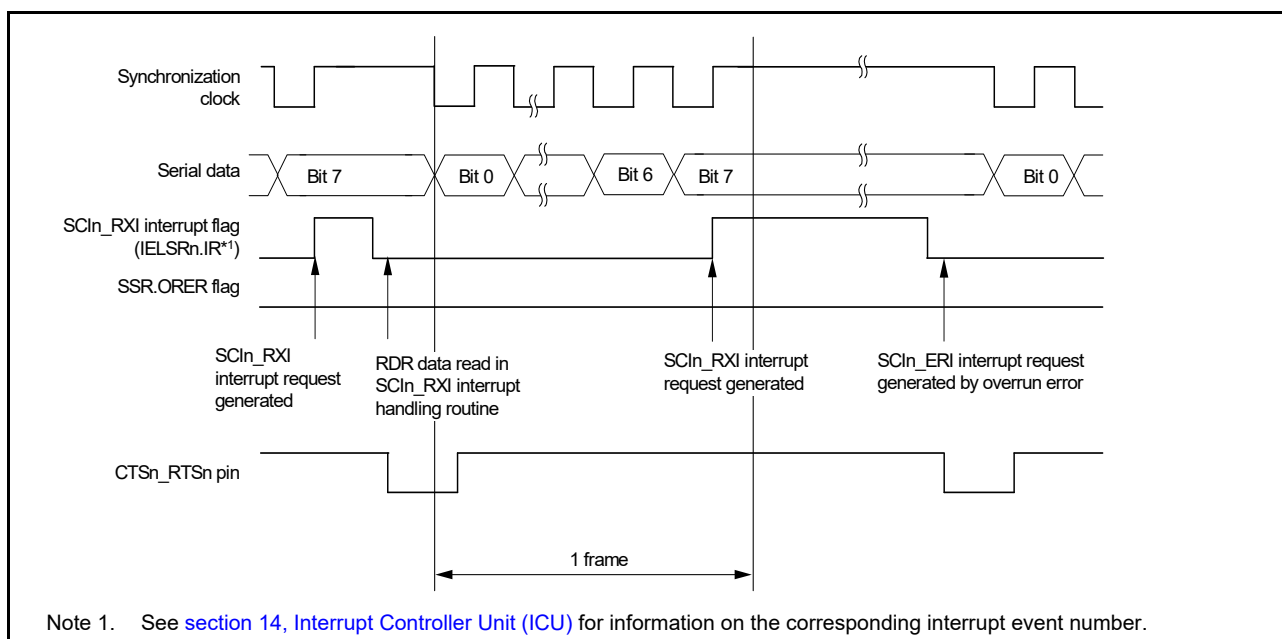 Synchronization
clock
Serial data
Bit 7
Bit 0
Bit 6
Bit 7
Bit 0
SCIn_RXI interrupt flag
(IELSRn.IR*1)
SSR.ORER flag
SCIn_RXI
interrupt request
generated
RDR data read in
SCIn_RXI interrupt
handling routine
SCIn_RXI interrupt
request generated
SCIn_ERI interrupt request
generated by overrun error
CTSn_RTSn pin
1 frame
Note 1. See section 14, Interrupt Controller Unit (ICU) for information on the corresponding interrupt event number.